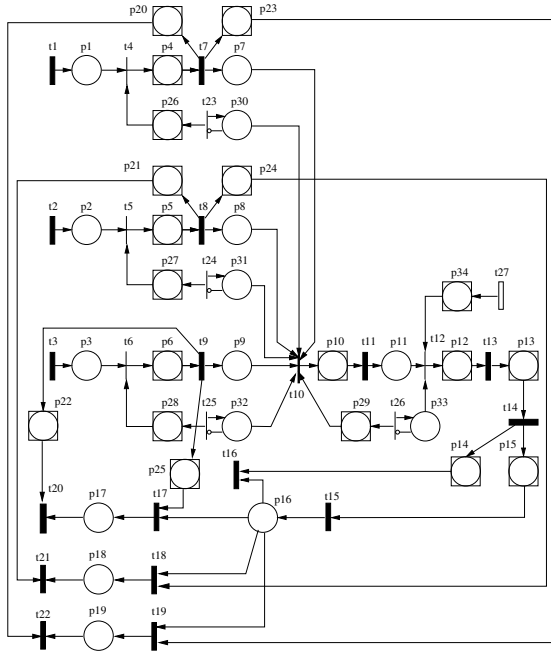 p20 p23
t1 p1 t4 p4 t7 p7
p26 t23 p30
p21 p24
t2 p2 t5 p5 t8 p8
p27 t24 p31
p34 t27
t3 p3 t6 p6 t9 p9 p10 t11 p11 t12 p12 t13 p13
t10
p22 p28 t25 p32 p29 t26 p33
t14
p25 t16 p14 p15
t20 p17 t17 p16 t15
t21 p18 t18
t22 p19 t19